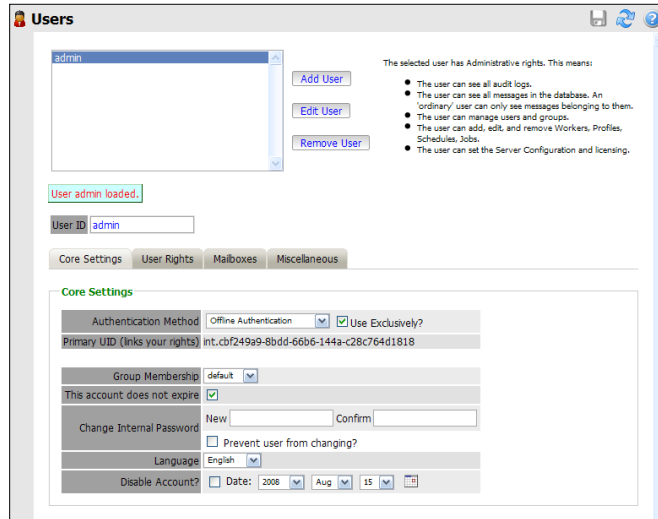 Users
admin
Add User
Edit User
Remove User
The selected user has Administrative rights. This means:
The user can see all audit logs.
The user can see all messages in the database. An
'ordinary' user can only see messages belonging to them.
The user can manage users and groups.
The user can add, edit, and remove Workers, Profiles,
Schedules, Jobs.
The user can set the Server Configuration and licensing.
User admin loaded.
User ID admin
Core Settings User Rights Mailboxes Miscellaneous
Core Settings
Authentication Method Offline Authentication Use Exclusively?
Primary UID (links your rights) int.cbf249a9-8bdd-66b6-144a-c28c764d1818
Group Membership default
This account does not expire
Change Internal Password New Confirm
Prevent user from changing?
Language English
Disable Account? Date: 2008 Aug 15